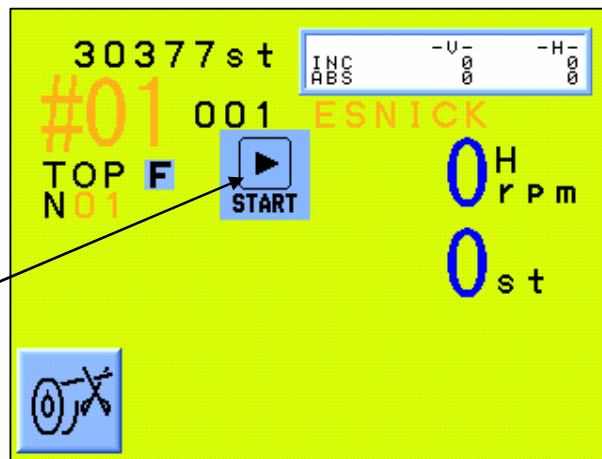 30377st
-V- -H-
INC 0 0
ABS 0 0
#01 001 ESNICK
TOP F
N01
START
0 H rpm
0 st